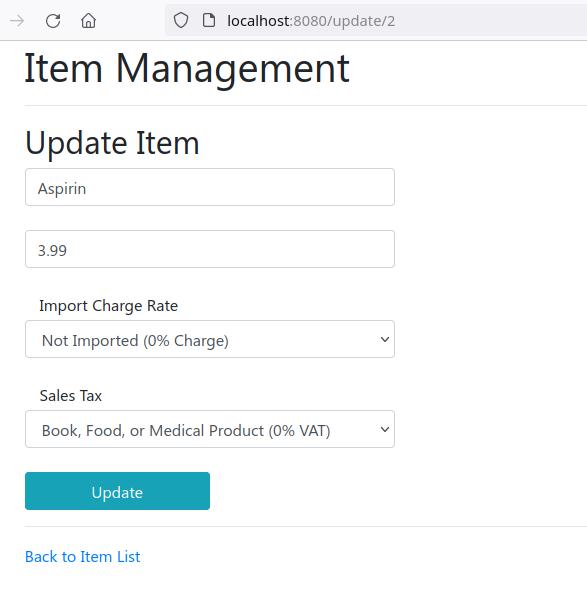 localhost:8080/update/2
Item Management
Update Item
Aspirin
3.99
Import Charge Rate
Not Imported (0% Charge)
Sales Tax
Book, Food, or Medical Product (0% VAT)
Update
Back to Item List